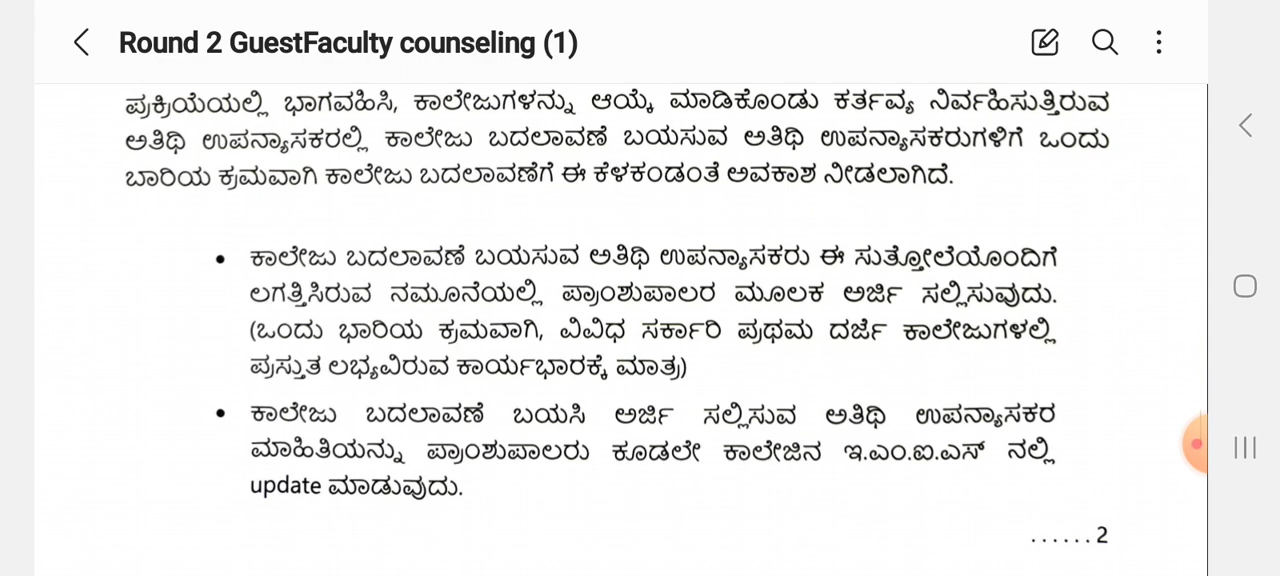 Round 2 GuestFaculty counseling (1)
ಪ್ರಕ್ರಿಯೆಯಲ್ಲಿ ಭಾಗವಹಿಸಿ, ಕಾಲೇಜುಗಳನ್ನು ಆಯ್ಕೆ ಮಾಡಿಕೊಂಡು ಕರ್ತವ್ಯ ನಿರ್ವಹಿಸುತ್ತಿರುವ
ಅತಿಥಿ ಉಪನ್ಯಾಸಕರಲ್ಲಿ ಕಾಲೇಜು ಬದಲಾವಣೆ ಬಯಸುವ ಅತಿಥಿ ಉಪನ್ಯಾಸಕರುಗಳಿಗೆ ಒಂದು
ಬಾರಿಯ ಕ್ರಮವಾಗಿ ಕಾಲೇಜು ಬದಲಾವಣೆಗೆ ಈ ಕೆಳಕಂಡಂತೆ ಅವಕಾಶ ನೀಡಲಾಗಿದೆ.
• ಕಾಲೇಜು ಬದಲಾವಣೆ ಬಯಸುವ ಅತಿಥಿ ಉಪನ್ಯಾಸಕರು ಈ ಸುತ್ತೋಲೆಯೊಂದಿಗೆ
ಲಗತ್ತಿಸಿರುವ ನಮೂನೆಯಲ್ಲಿ ಪ್ರಾಂಶುಪಾಲರ ಮೂಲಕ ಅರ್ಜಿ ಸಲ್ಲಿಸುವುದು.
(ಒಂದು ಭಾರಿಯ ಕ್ರಮವಾಗಿ, ವಿವಿಧ ಸರ್ಕಾರಿ ಪ್ರಥಮ ದರ್ಜೆ ಕಾಲೇಜುಗಳಲ್ಲಿ
ಪ್ರಸ್ತುತ ಲಭ್ಯವಿರುವ ಕಾರ್ಯಭಾರಕ್ಕೆ ಮಾತ್ರ)
• ಕಾಲೇಜು ಬದಲಾವಣೆ ಬಯಸಿ ಅರ್ಜಿ ಸಲ್ಲಿಸುವ ಅತಿಥಿ ಉಪನ್ಯಾಸಕರ
ಮಾಹಿತಿಯನ್ನು ಪ್ರಾಂಶುಪಾಲರು ಕೂಡಲೇ ಕಾಲೇಜಿನ ಇ.ಎಂ.ಐ.ಎಸ್ ನಲ್ಲಿ
update ಮಾಡುವುದು.
......2